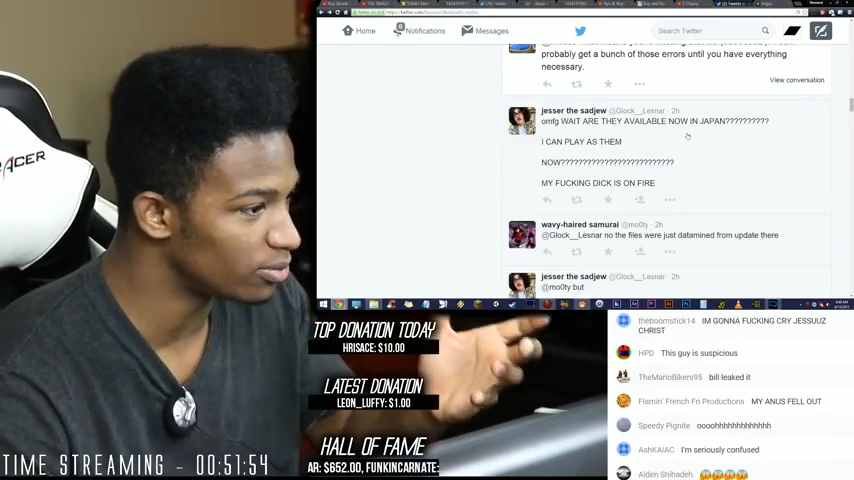 Home
Notifications
Messages
Search Twitter
probably get a bunch of those errors until you have everything
necessary.
View conversation
jesser the sadjew @Glock__Lesnar · 2h
omfg WAIT ARE THEY AVAILABLE NOW IN JAPAN??????????
I CAN PLAY AS THEM
NOW??????????????????????????
MY FUCKING DICK IS ON FIRE
wavy-haired samurai @mo0ty · 2h
@Glock__Lesnar no the files were just datamined from update there
jesser the sadjew @Glock__Lesnar · 2h
@mo0ty but
ACER
TOP DONATION TODAY
HRISACE: $10.00
LATEST DONATION
LEON_LUFFY: $1.00
HALL OF FAME
AR: $652.00, FUNKINCARNATE:
TIME STREAMING - 00:51:54
theboomstick14 IM GONNA FUCKING CRY JESUUZ
CHRIST
HPD This guy is suspicious
TheMarioBikers95 bill leaked it
Flamin' French Fri Productions MY ANUS FELL OUT
Speedy Pignite oooohhhhhhhhhhhhh
AshKAIAC I'm seriously confused
Aiden Shihadeh 😱😱😱😱